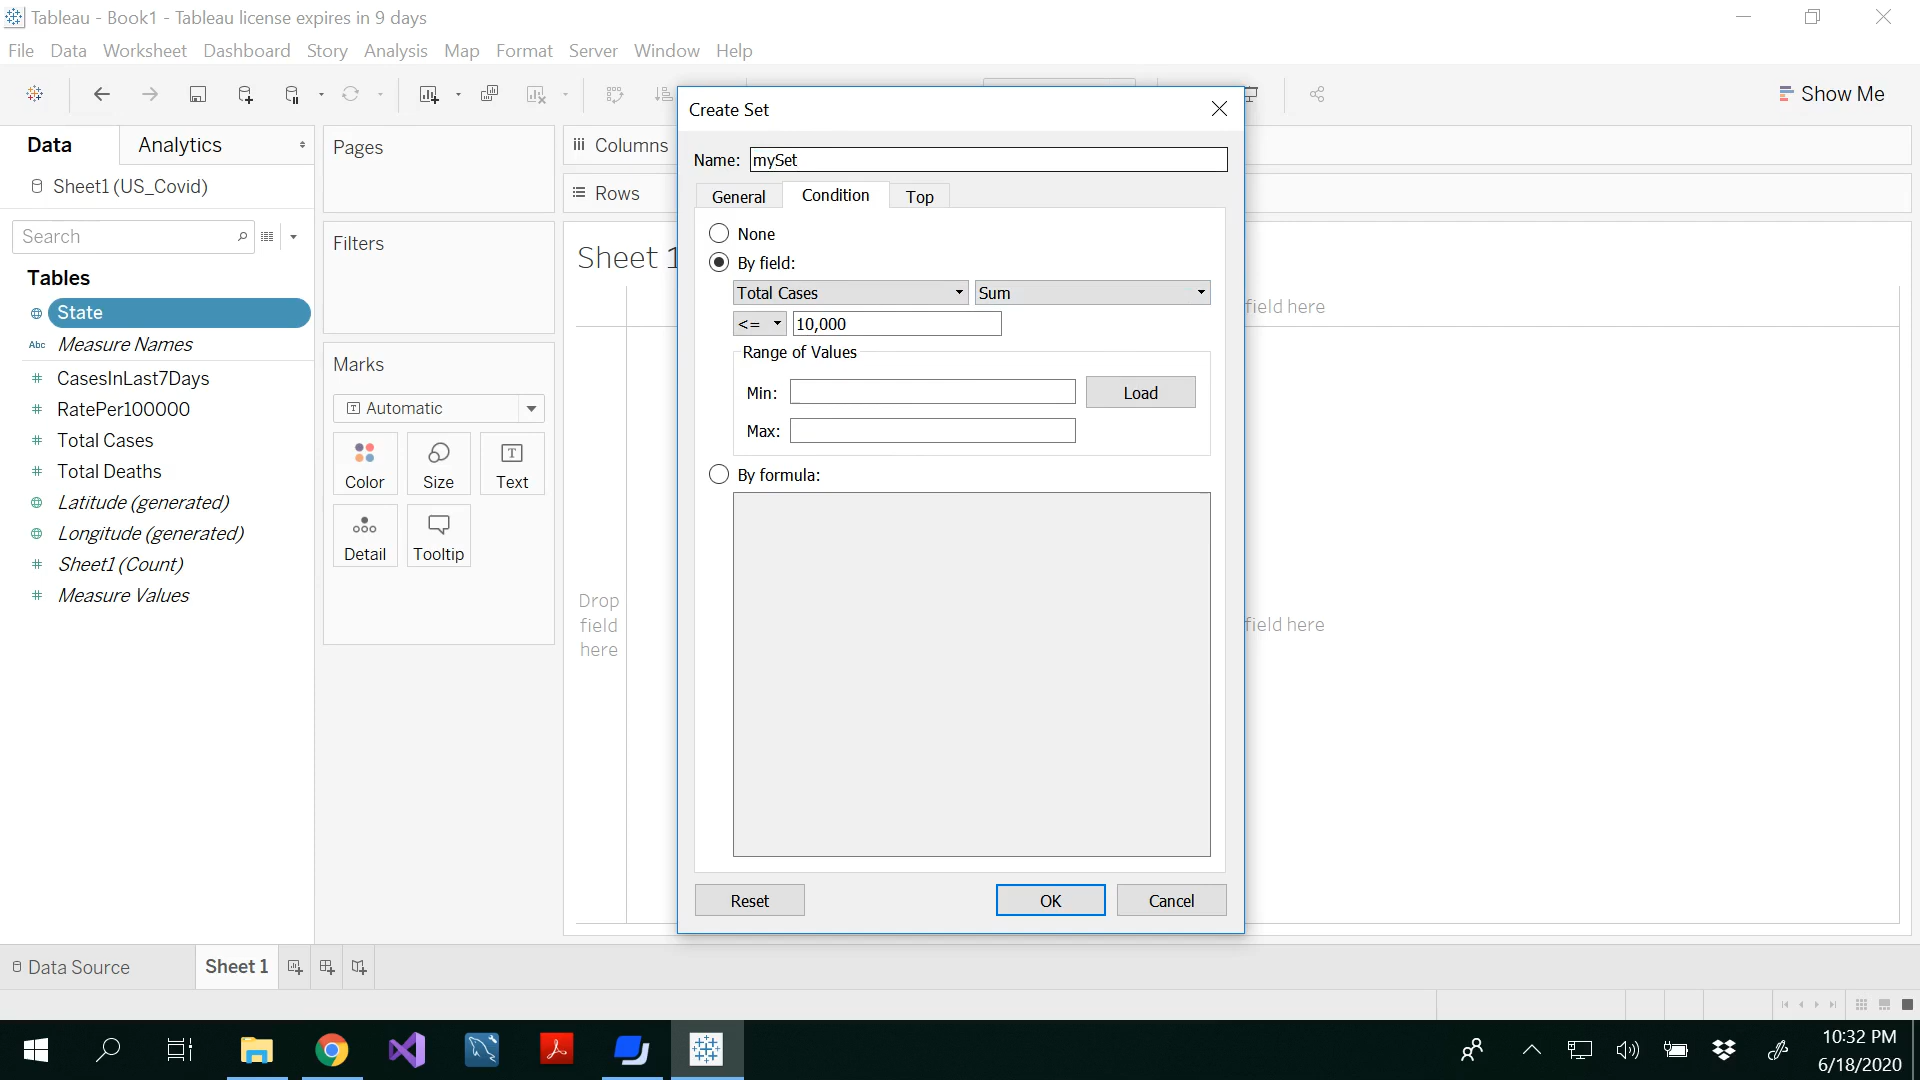 Tableau - Book1 - Tableau license expires in 9 days
File Data Worksheet Dashboard Story Analysis Map Format Server Window Help
Show Me
Data
Analytics
Sheet1 (US_Covid)
Search
Tables
State
Abc Measure Names
# CasesInLast7Days
# RatePer100000
# Total Cases
# Total Deaths
Latitude (generated)
Longitude (generated)
# Sheet1 (Count)
# Measure Values
Pages
Filters
Marks
T Automatic
Color
Size
T
Text
Detail
Tooltip
Columns
Rows
Sheet 1
field here
Drop
field
here
field here
Create Set
Name: mySet
General
Condition
Top
None
By field:
Total Cases
Sum
<= 10,000
Range of Values
Min:
Load
Max:
By formula:
Reset
OK
Cancel
Data Source
Sheet 1
10:32 PM
6/18/2020